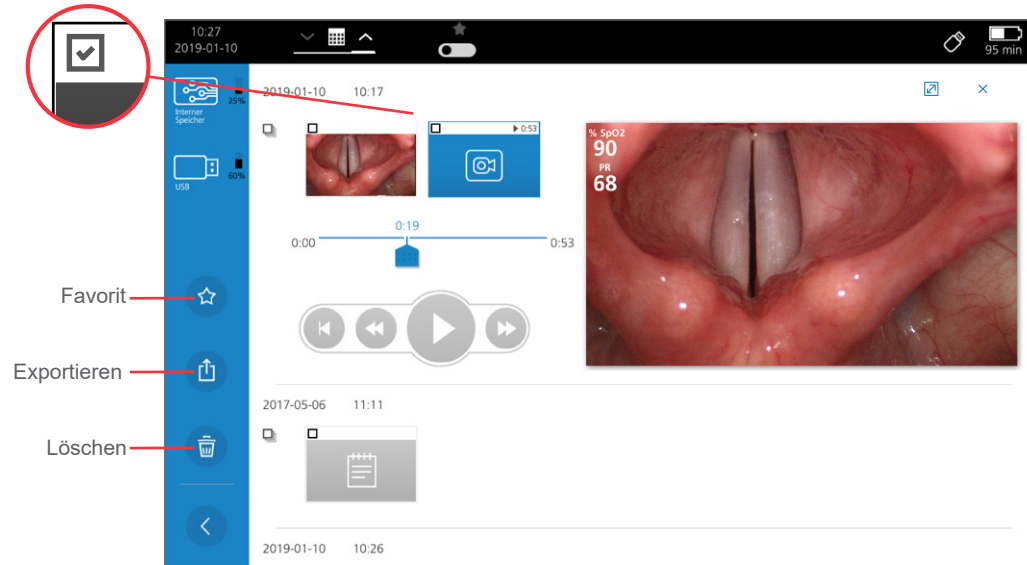 10:27
2019-01-10
95 min
Interner
Speicher
25%
USB
60%
Favorit
Exportieren
Löschen
2019-01-10 10:17
0:53
0:19
0:00
0:53
% SpO2
90
PR
68
2017-05-06 11:11
2019-01-10 10:26